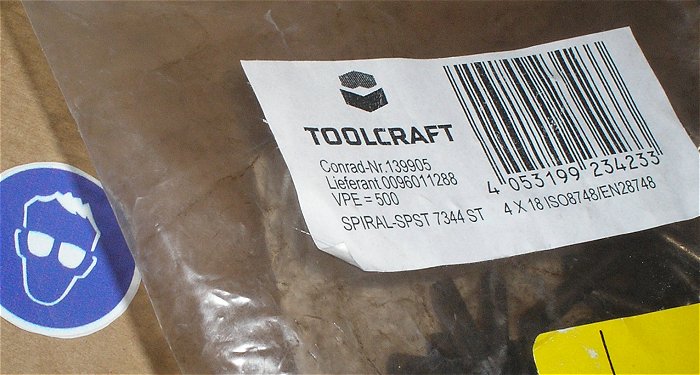 TOOLCRAFT
Conrad-Nr.139905
Lieferant.0096011288
VPE = 500
SPIRAL-SPST 7344 ST 4 X 18 ISO8748/EN28748
4 053199 234233